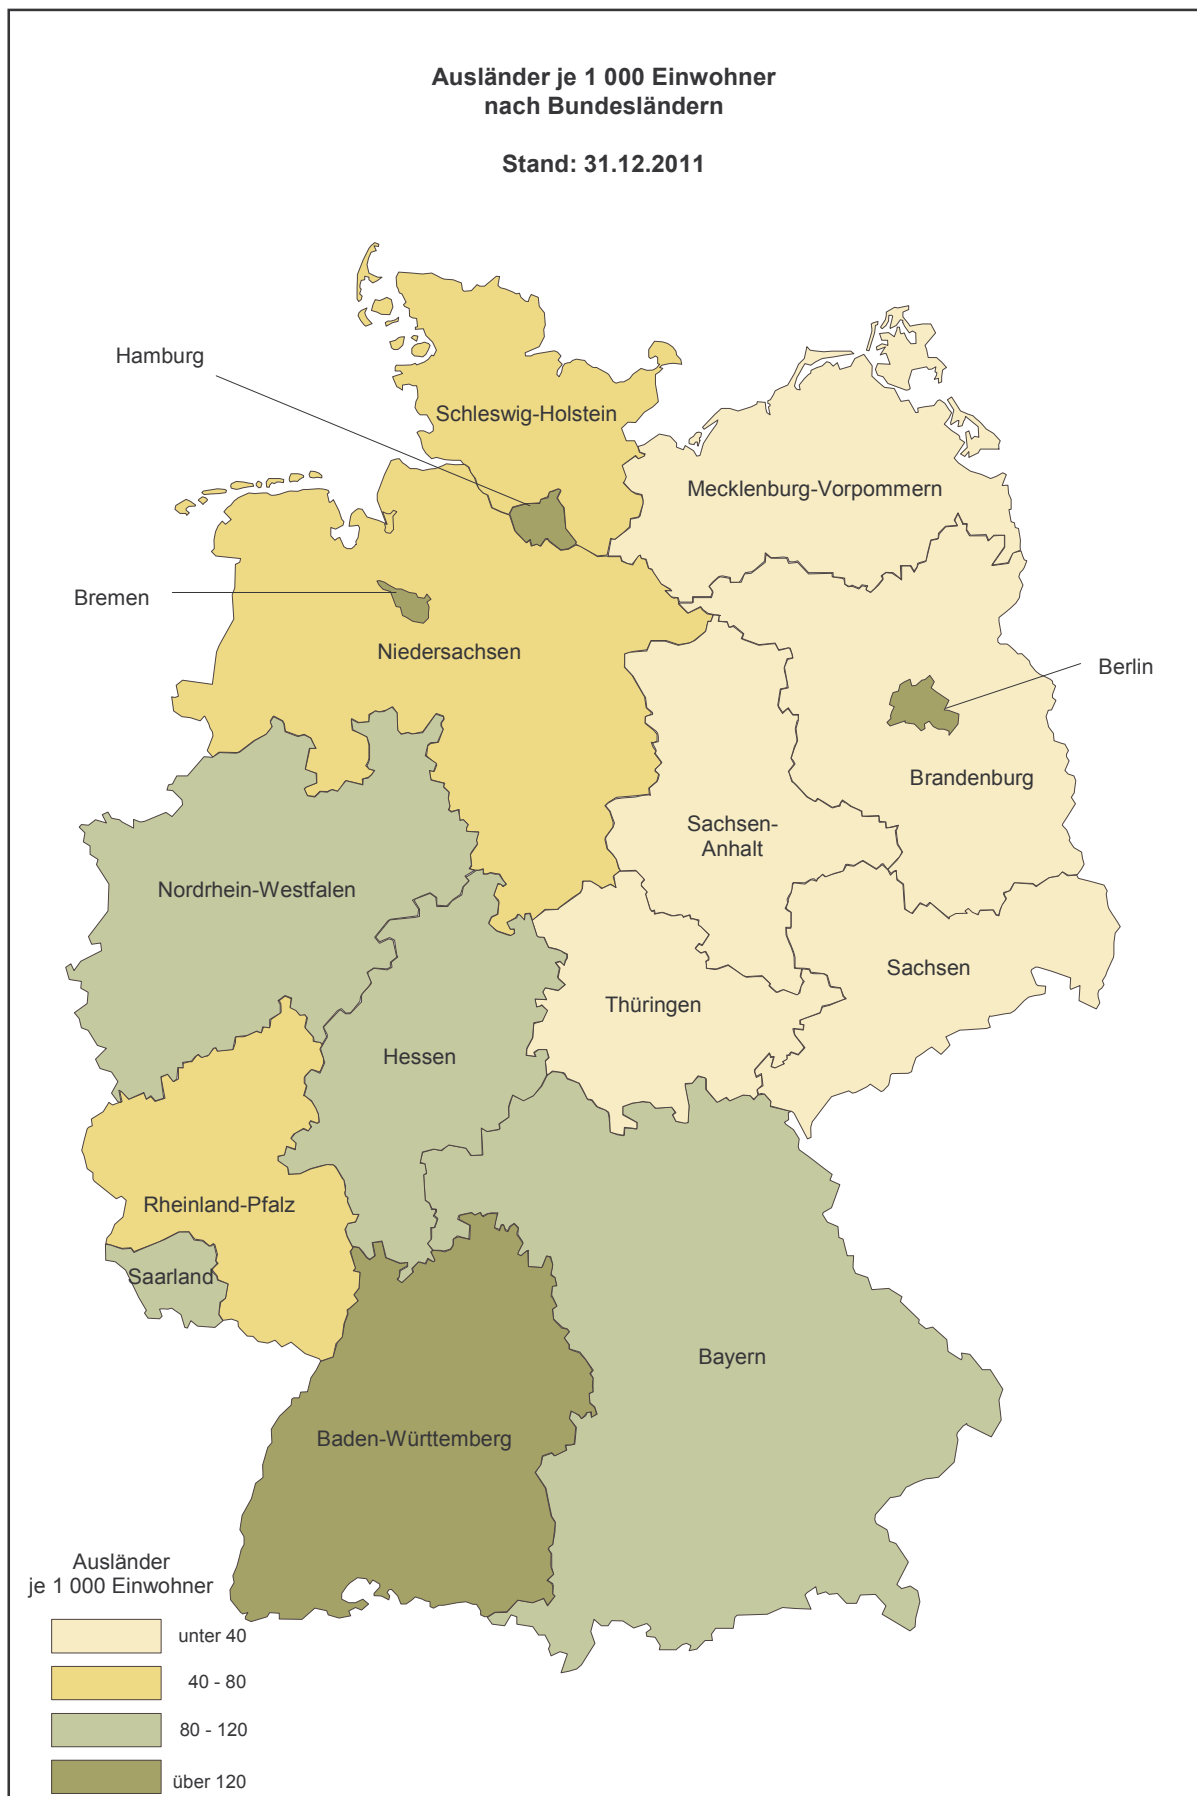 Ausländer je 1 000 Einwohner
nach Bundesländern
Stand: 31.12.2011
Hamburg
Schleswig-Holstein
Mecklenburg-Vorpommern
Bremen
Niedersachsen
Berlin
Brandenburg
Sachsen-
Anhalt
Nordrhein-Westfalen
Sachsen
Thüringen
Hessen
Rheinland-Pfalz
Saarland
Bayern
Baden-Württemberg
Ausländer
je 1 000 Einwohner
unter 40
40 - 80
80 - 120
über 120